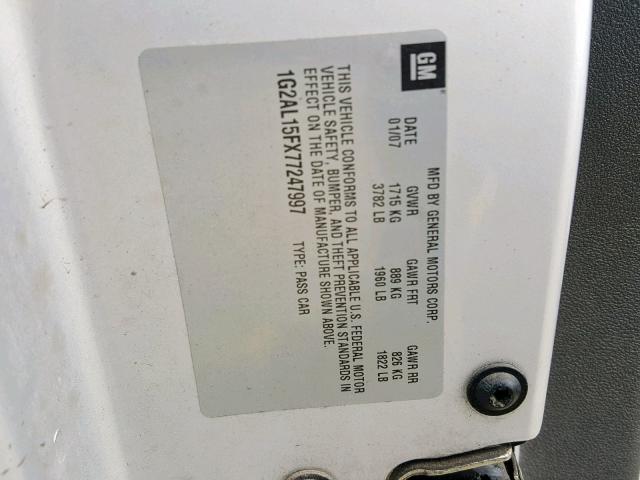 GM
MFD BY GENERAL MOTORS CORP.
DATE GVWR GAWR FRT GAWR RR
01/07 1715 KG 889 KG 826 KG
3782 LB 1960 LB 1822 LB
THIS VEHICLE CONFORMS TO ALL APPLICABLE U.S. FEDERAL MOTOR
VEHICLE SAFETY, BUMPER, AND THEFT PREVENTION STANDARDS IN
EFFECT ON THE DATE OF MANUFACTURE SHOWN ABOVE.
1G2AL15FX77247997 TYPE: PASS CAR